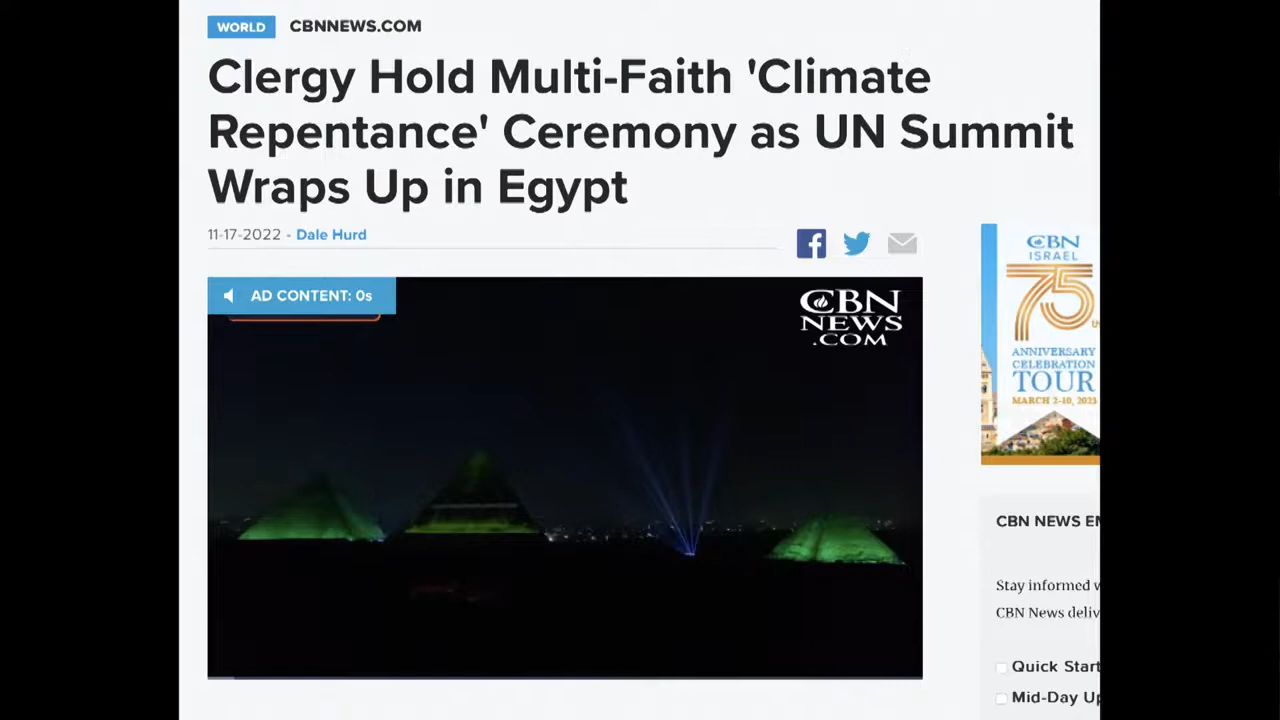 WORLD CBNNEWS.COM
Clergy Hold Multi-Faith 'Climate
Repentance' Ceremony as UN Summit
Wraps Up in Egypt
11-17-2022 - Dale Hurd
AD CONTENT: 0s
CBN
NEWS
.COM
CBN
ISRAEL
75
ANNIVERSARY
CELEBRATION
TOUR
MARCH 2-10, 2023
CBN NEWS EM
Stay informed w
CBN News deliv
Quick Start
Mid-Day Up